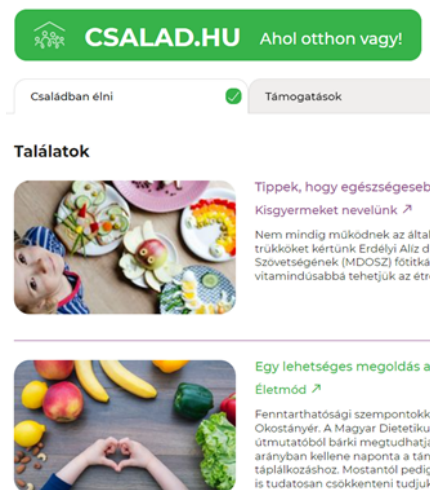 CSALAD.HU Ahol otthon vagy!
Családban élni
Támogatások
Találatok
Tippek, hogy egészségeseb
Kisgyermeket nevelünk ↗
Nem mindig működnek az által
trükköket kértünk Erdélyi Alíz d
Szövetségének (MDOSZ) főtitká
vitamindúsabbá tehetjük az étr
Egy lehetséges megoldás a
Életmód ↗
Fenntarthatósági szempontokk
Okostányér. A Magyar Dietetiku
útmutatóból bárki megtudhatja
arányban kellene naponta a tán
táplálkozáshoz. Mostantól pedig
is tudatosan csökkenteni tudjuk